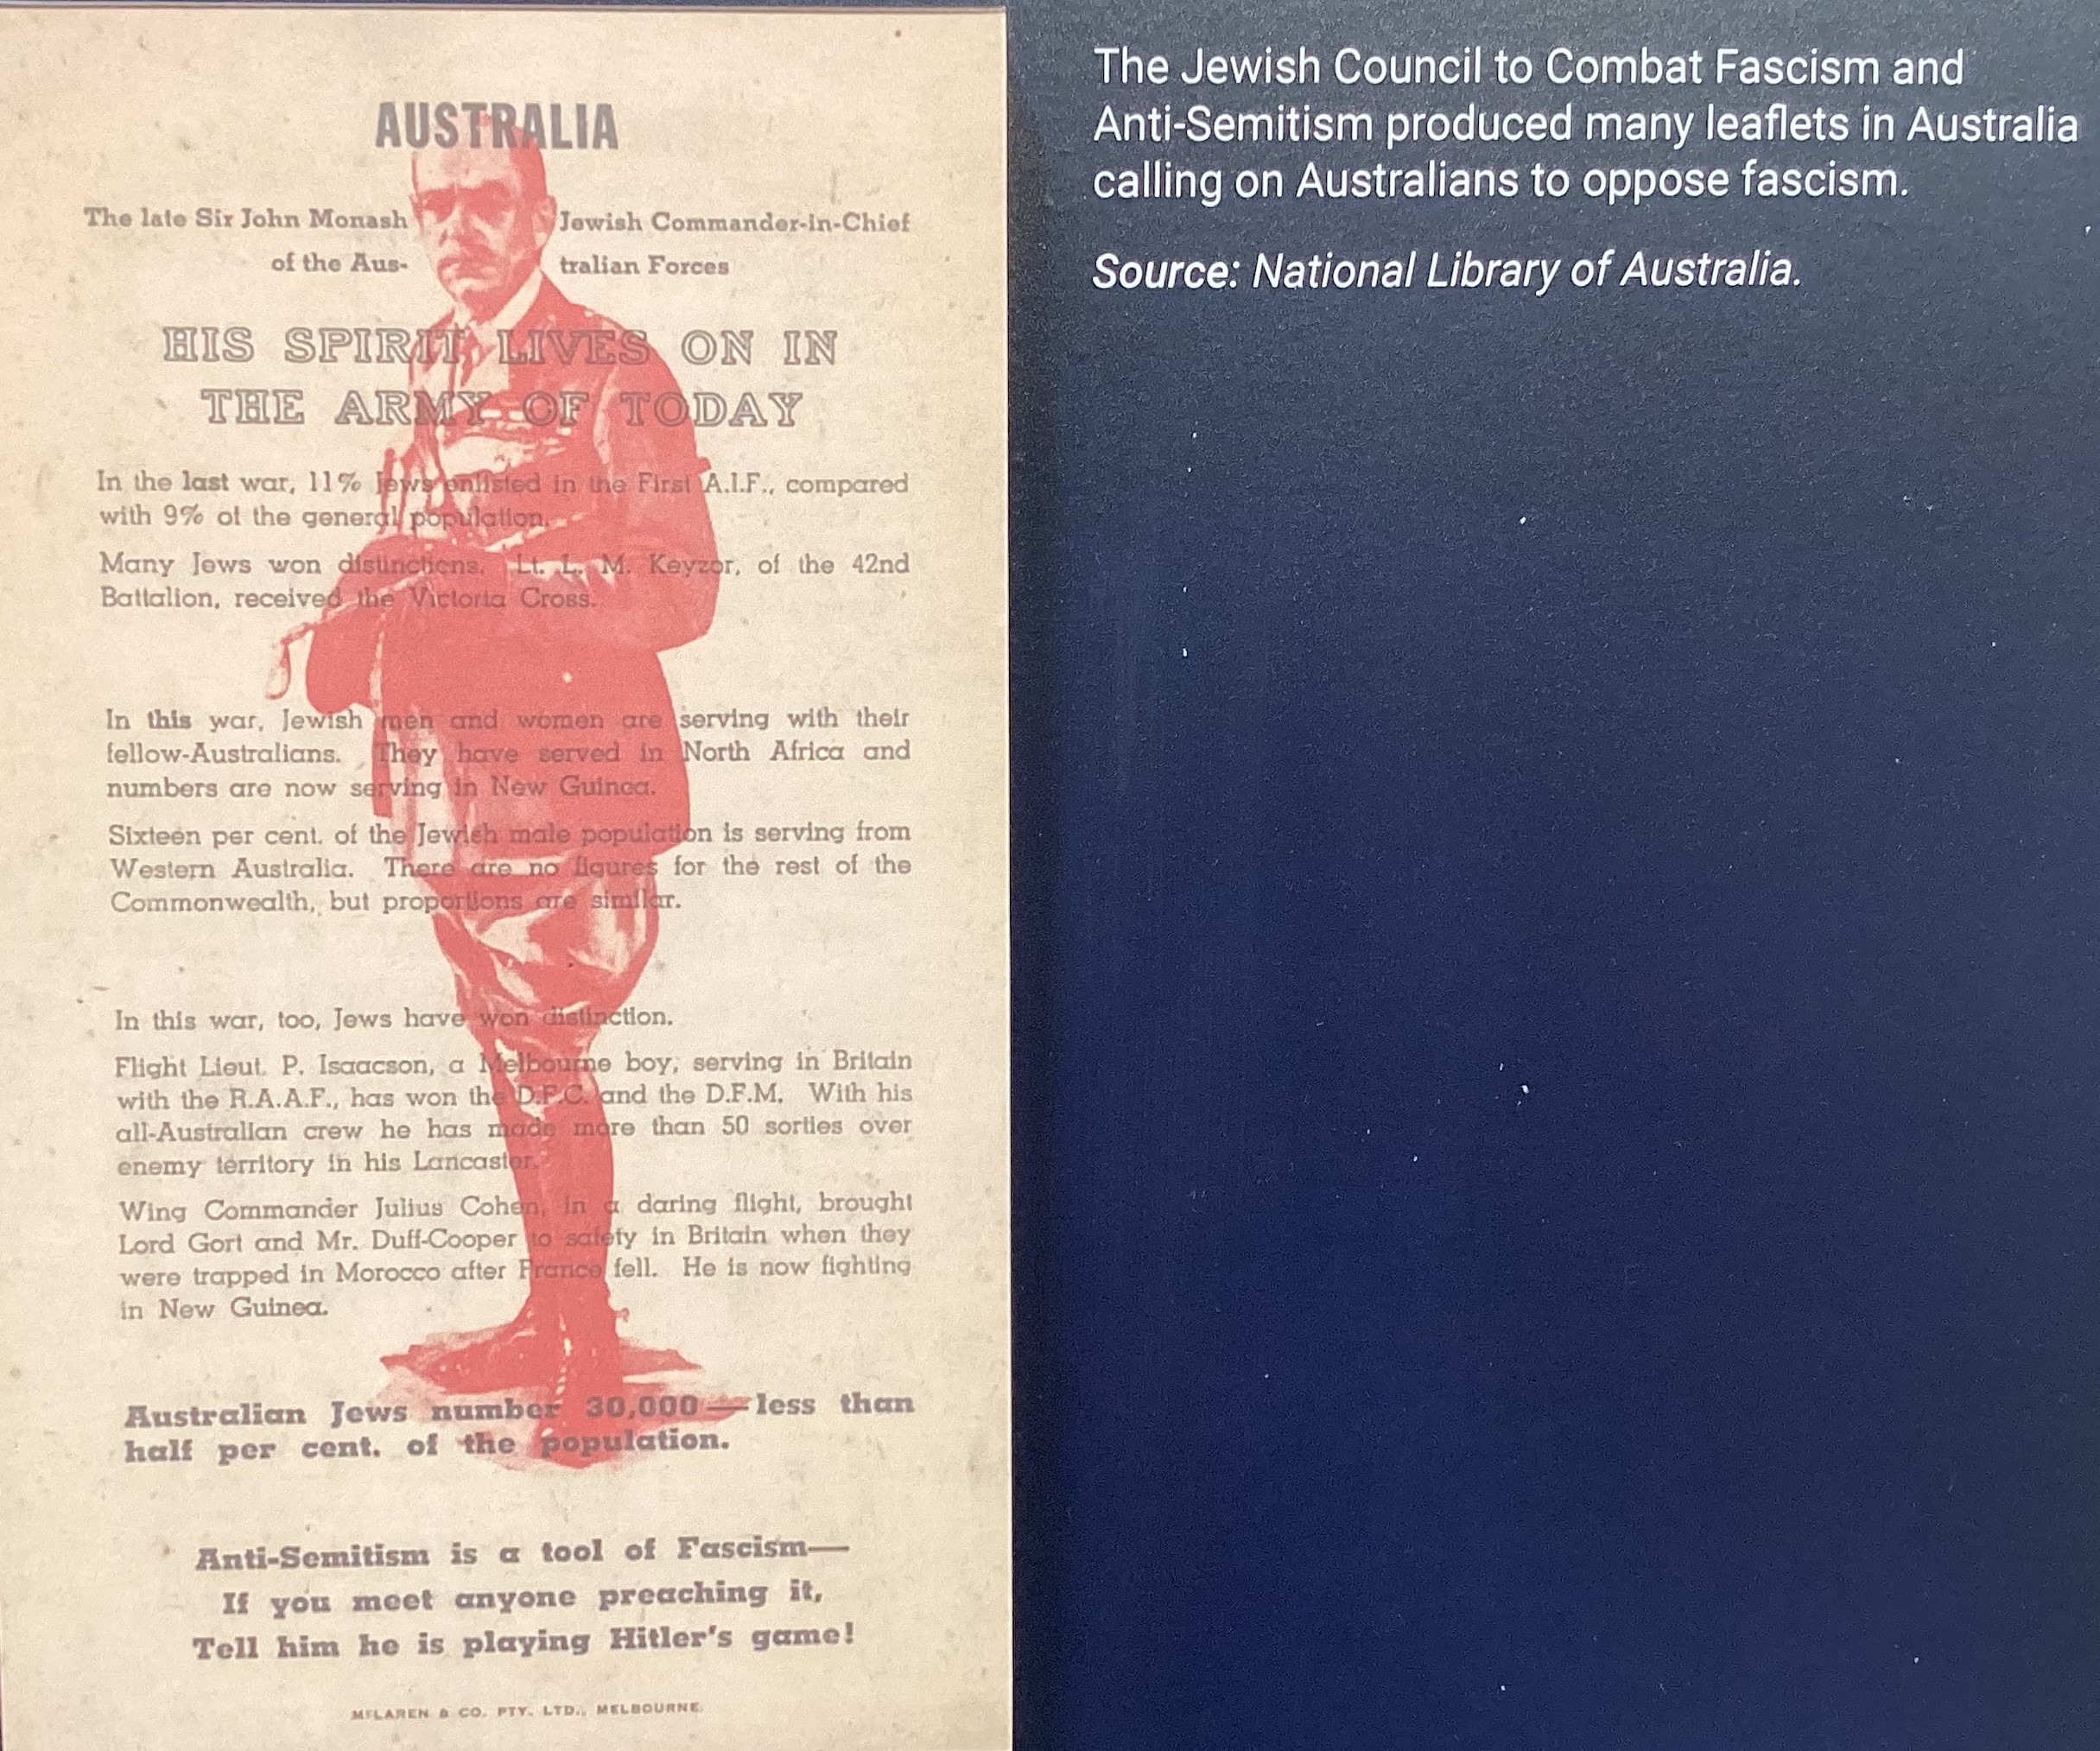 AUSTRALIA
The late Sir John Monash Jewish Commander-in-Chief
of the Aus- tralian Forces
HIS SPIRIT LIVES ON IN
THE ARMY OF TODAY
In the last war, 11% Jews enlisted in the First A.I.F., compared
with 9% of the general population.
Many Jews won distinctions. Lt. L. M. Keyzor, of the 42nd
Battalion, received the Victoria Cross.
In this war, Jewish men and women are serving with their
fellow-Australians. They have served in North Africa and
numbers are now serving in New Guinea.
Sixteen per cent. of the Jewish male population is serving from
Western Australia. There are no figures for the rest of the
Commonwealth, but proportions are similar.
In this war, too, Jews have won distinction.
Flight Lieut. P. Isaacson, a Melbourne boy, serving in Britain
with the R.A.A.F., has won the D.F.C. and the D.F.M. With his
all-Australian crew he has made more than 50 sorties over
enemy territory in his Lancaster.
Wing Commander Julius Cohen, in a daring flight, brought
Lord Gort and Mr. Duff-Cooper to safety in Britain when they
were trapped in Morocco after France fell. He is now fighting
in New Guinea.
Australian Jews number 30,000—less than
half per cent. of the population.
Anti-Semitism is a tool of Fascism—
If you meet anyone preaching it,
Tell him he is playing Hitler's game!
McLAREN & CO. PTY. LTD., MELBOURNE.
The Jewish Council to Combat Fascism and
Anti-Semitism produced many leaflets in Australia
calling on Australians to oppose fascism.
Source: National Library of Australia.